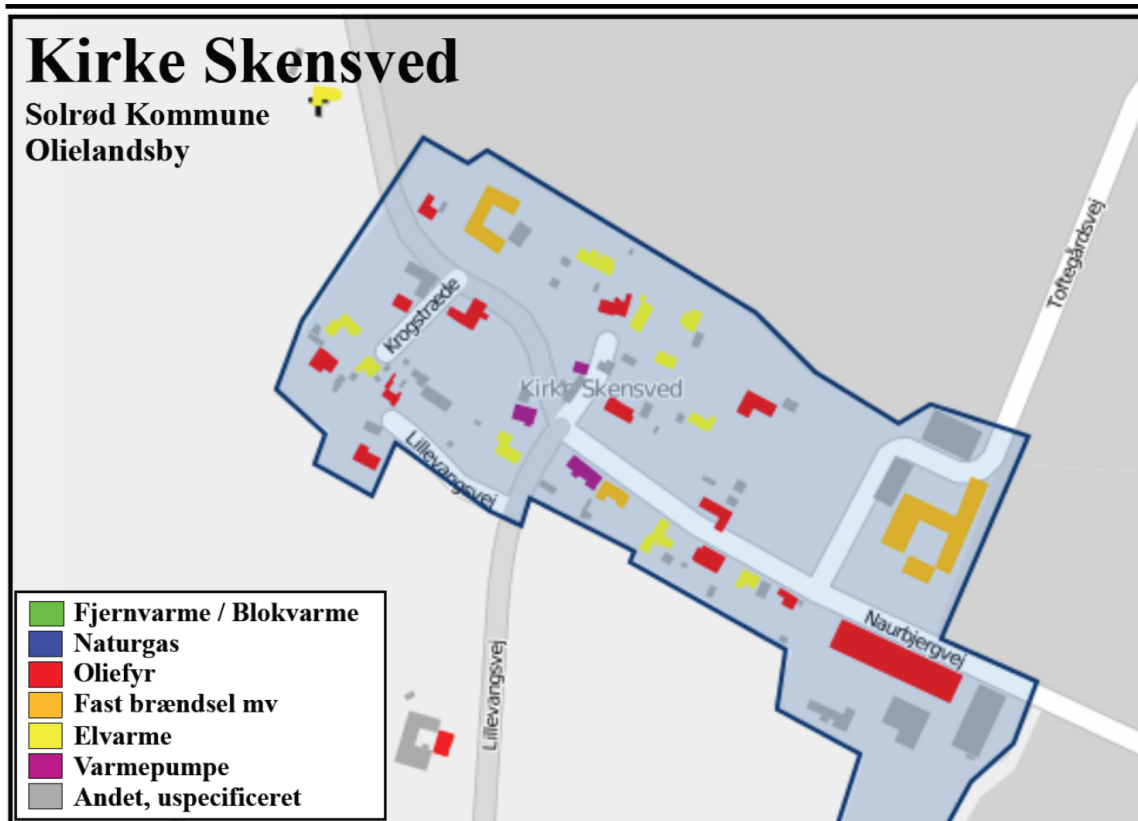 Kirke Skensved
Solrød Kommune
Olielandsby
Toftegårdsvej
Krogstræde
Kirke Skensved
Lillevangsvej
Naurbjergvej
Lillevangsvej
Fjernvarme / Blokvarme
Naturgas
Oliefyr
Fast brændsel mv
Elvarme
Varmepumpe
Andet, uspecificeret